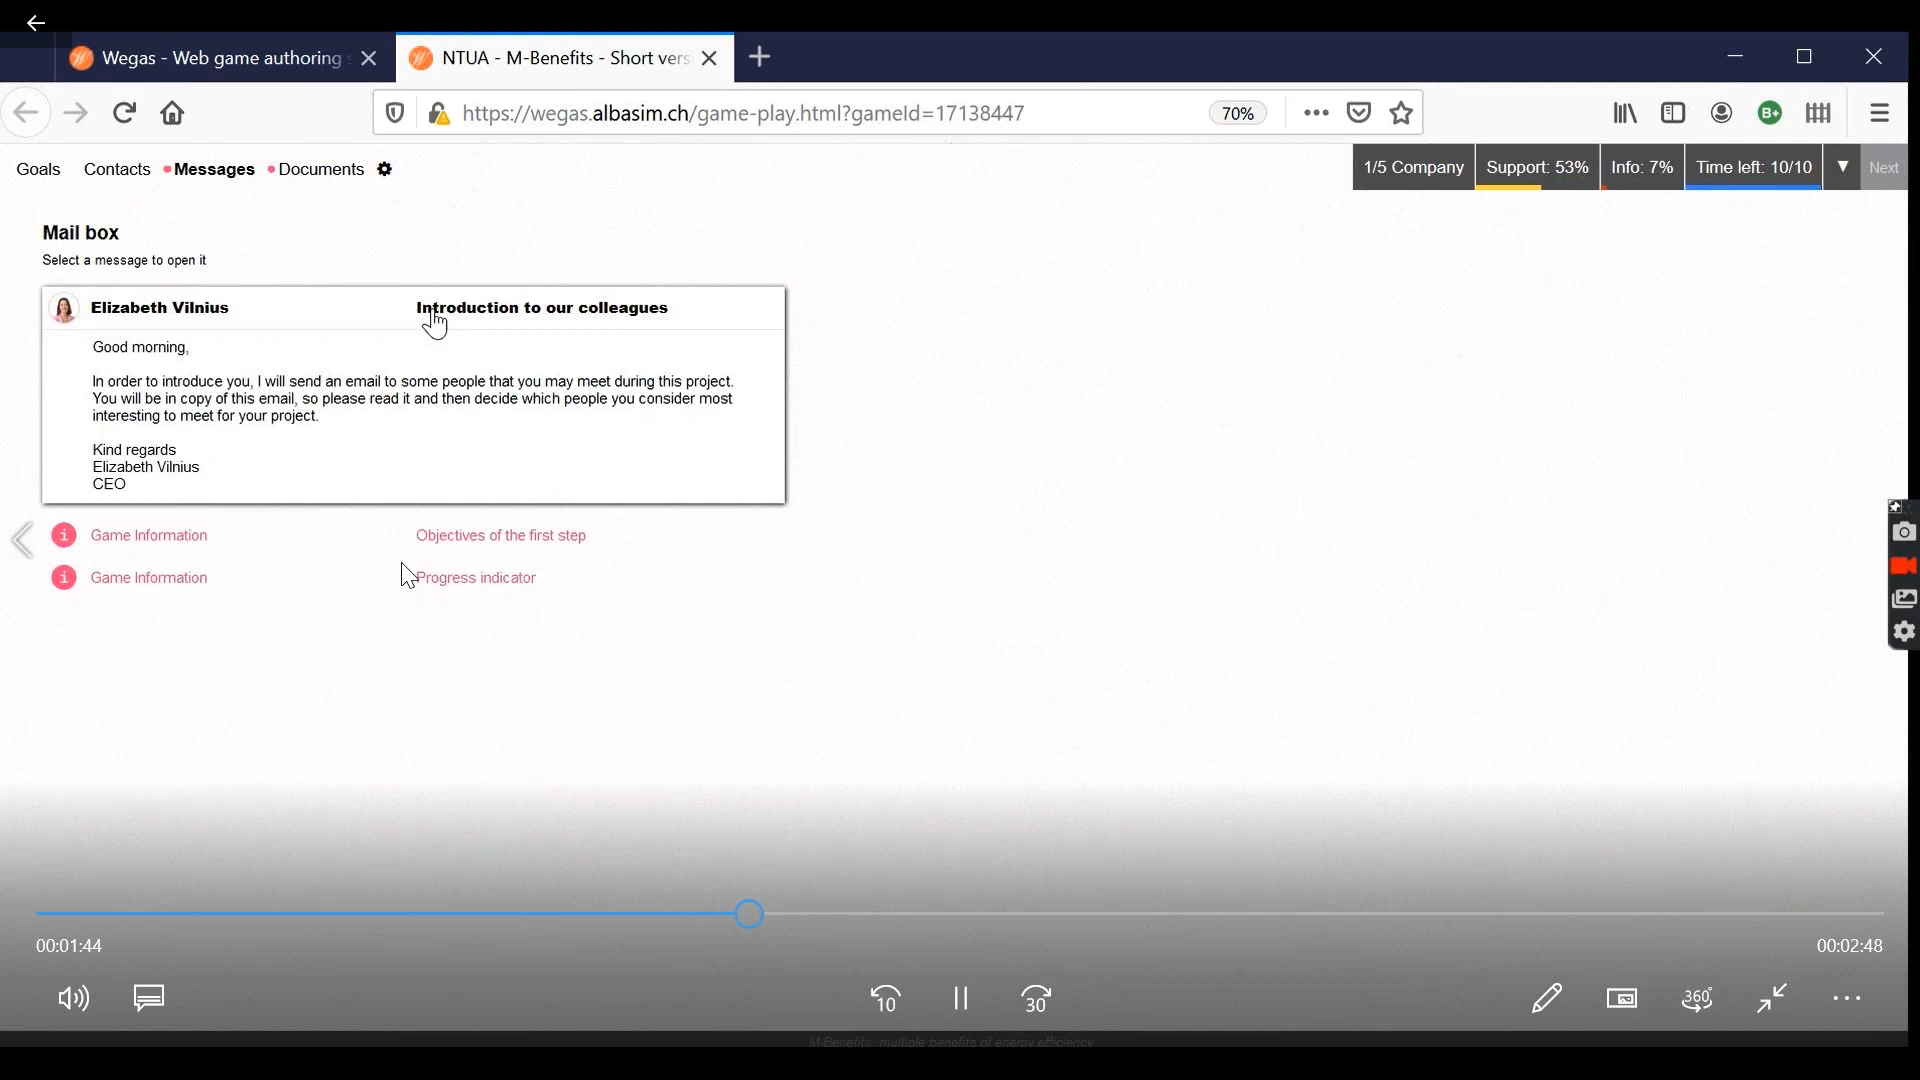 Wegas - Web game authoring
NTUA - M-Benefits - Short vers
https://wegas.albasim.ch/game-play.html?gameId=17138447
70%
B+
Goals Contacts Messages Documents
1/5 Company Support: 53% Info: 7% Time left: 10/10 Next
Mail box
Select a message to open it
Elizabeth Vilnius Introduction to our colleagues
Good morning,
In order to introduce you, I will send an email to some people that you may meet during this project.
You will be in copy of this email, so please read it and then decide which people you consider most
interesting to meet for your project.
Kind regards
Elizabeth Vilnius
CEO
i Game Information Objectives of the first step
i Game Information Progress indicator
00:01:44 00:02:48
10 30 360°
M-Benefits: multiple benefits of energy efficiency